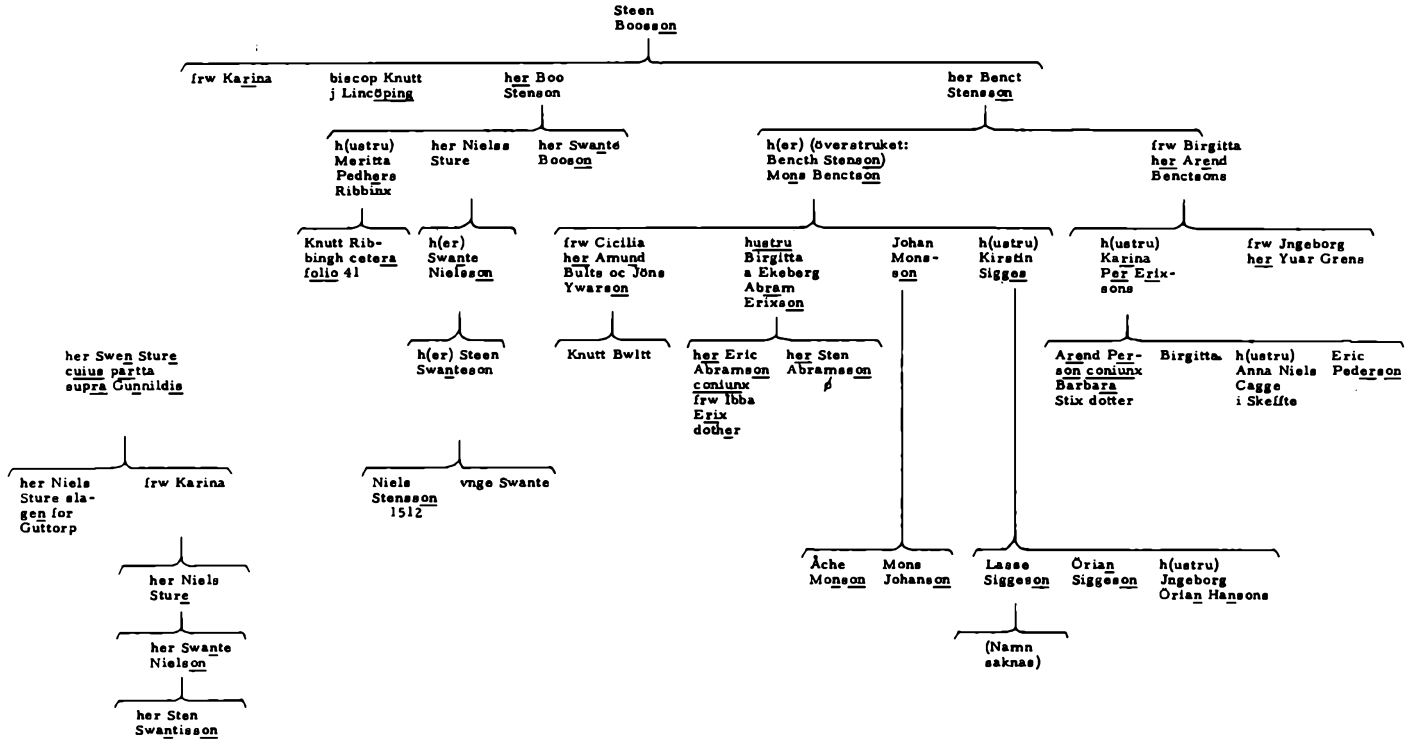 Steen
Boosson
frw Karina
biscop Knutt
j Lincöping
her Boo
Stenson
her Benct
Stensson
h(ustru)
Meritta
Pedhers
Ribbinx
her Nielss
Sture
her Swante
Booson
h(er) (överstruket:
Bencth Stenson)
Mons Benctson
frw Birgitta
her Arend
Benctsons
Knutt Rib-
bingh cetera
folio 41
h(er)
Swante
Nielsson
frw Cicilia
her Amund
Bults oc Jöns
Ywarson
hustru
Birgitta
a Ekeberg
Abram
Erixson
Johan
Mons-
son
h(ustru)
Kirstin
Sigges
h(ustru)
Karina
Per Erix-
sons
frw Jngeborg
her Yuar Grens
her Swen Sture
cuius partta
supra Gunnildis
h(er) Steen
Swanteson
Knutt Bwltt
her Eric
Abramson
coniunx
frw Ibba
Erix
dother
her Sten
Abramsson
ø
Arend Per-
son coniunx
Barbara
Stix dotter
Birgitta
h(ustru)
Anna Niels
Cagge
i Skeffte
Eric
Pederson
her Niels
Sture sla-
gen for
Guttorp
frw Karina
Niels
Stensson
1512
vnge Swante
her Niels
Sture
Åche
Monson
Mons
Johanson
Lasse
Siggeson
Örian
Siggeson
h(ustru)
Jngeborg
Örian Hansons
her Swante
Nielson
(Namn
saknas)
her Sten
Swantisson